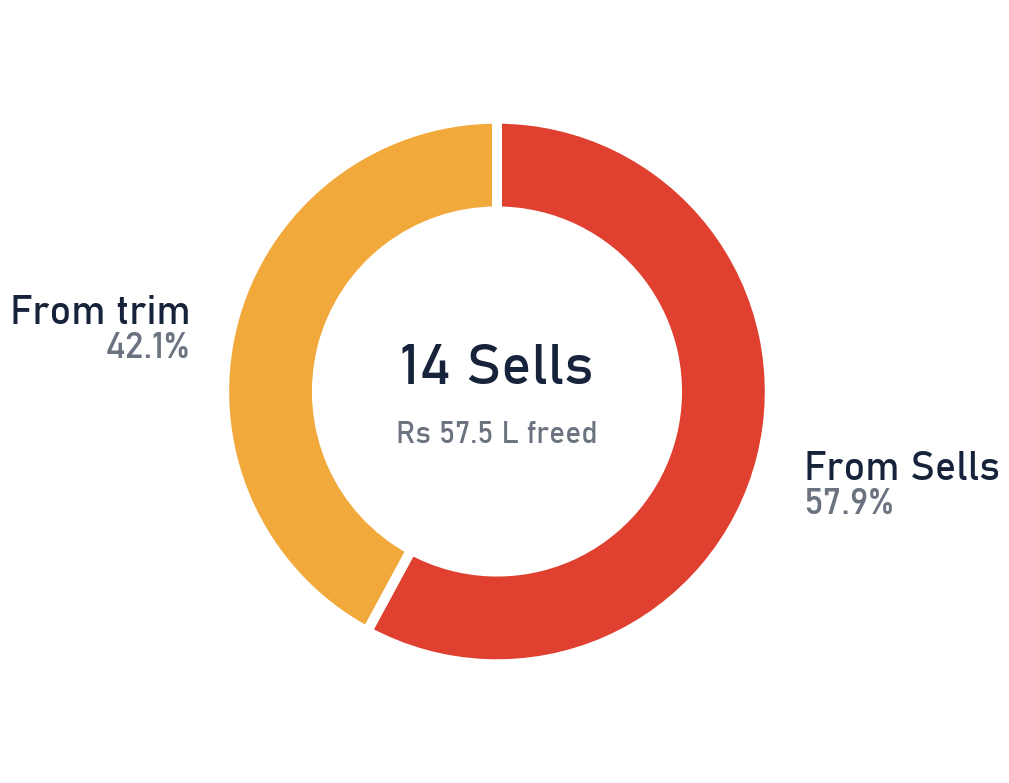 From trim
42.1%
14 Sells
Rs 57.5 L freed
From Sells
57.9%